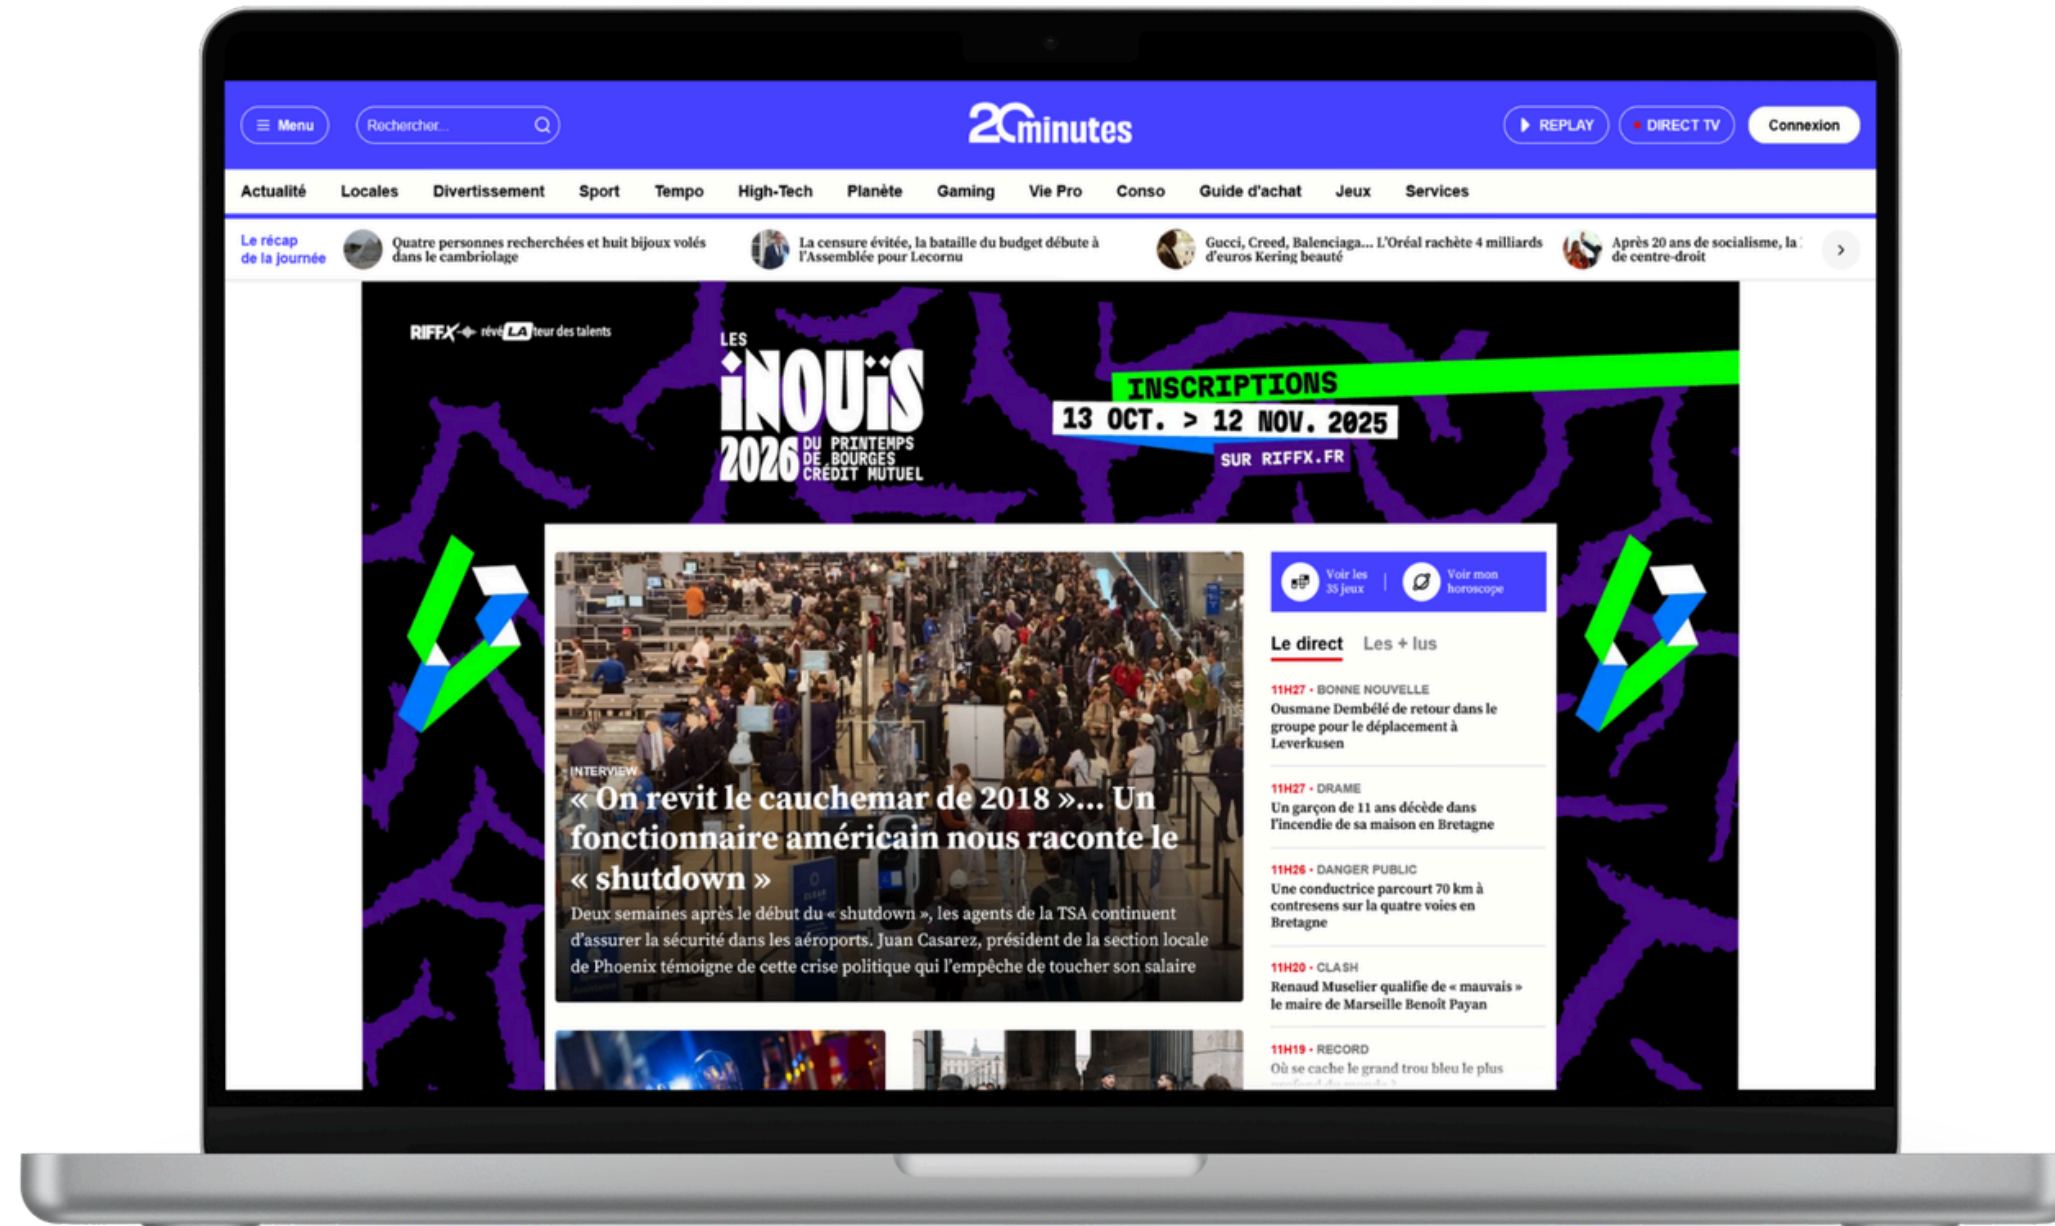 Menu
Rechercher...
20minutes
REPLAY
DIRECT TV
Connexion
Actualité
Locales
Divertissement
Sport
Tempo
High-Tech
Planète
Gaming
Vie Pro
Conso
Guide d'achat
Jeux
Services
Le récap
de la journée
Quatre personnes recherchées et huit bijoux volés
dans le cambriolage
La censure évitée, la bataille du budget débute à
l'Assemblée pour Lecornu
Gucci, Creed, Balenciaga... L'Oréal rachète 4 milliards
d'euros Kering beauté
Après 20 ans de socialisme, la
de centre-droit
RIFFX révéLAteur des talents
LES
iNOUïS
2026
DU PRINTEMPS
DE BOURGES
CRÉDIT MUTUEL
INSCRIPTIONS
13 OCT. > 12 NOV. 2025
SUR RIFFX.FR
INTERVIEW
« On revit le cauchemar de 2018 »... Un
fonctionnaire américain nous raconte le
« shutdown »
Deux semaines après le début du « shutdown », les agents de la TSA continuent
d'assurer la sécurité dans les aéroports. Juan Casarez, président de la section locale
de Phoenix témoigne de cette crise politique qui l'empêche de toucher son salaire
CLEAR
Voir les
35 jeux
Voir mon
horoscope
Le direct
Les + lus
11H27 • BONNE NOUVELLE
Ousmane Dembélé de retour dans le
groupe pour le déplacement à
Leverkusen
11H27 • DRAME
Un garçon de 11 ans décède dans
l'incendie de sa maison en Bretagne
11H26 • DANGER PUBLIC
Une conductrice parcourt 70 km à
contresens sur la quatre voies en
Bretagne
11H20 • CLASH
Renaud Muselier qualifie de « mauvais »
le maire de Marseille Benoît Payan
11H19 • RECORD
Où se cache le grand trou bleu le plus
profond du monde ?